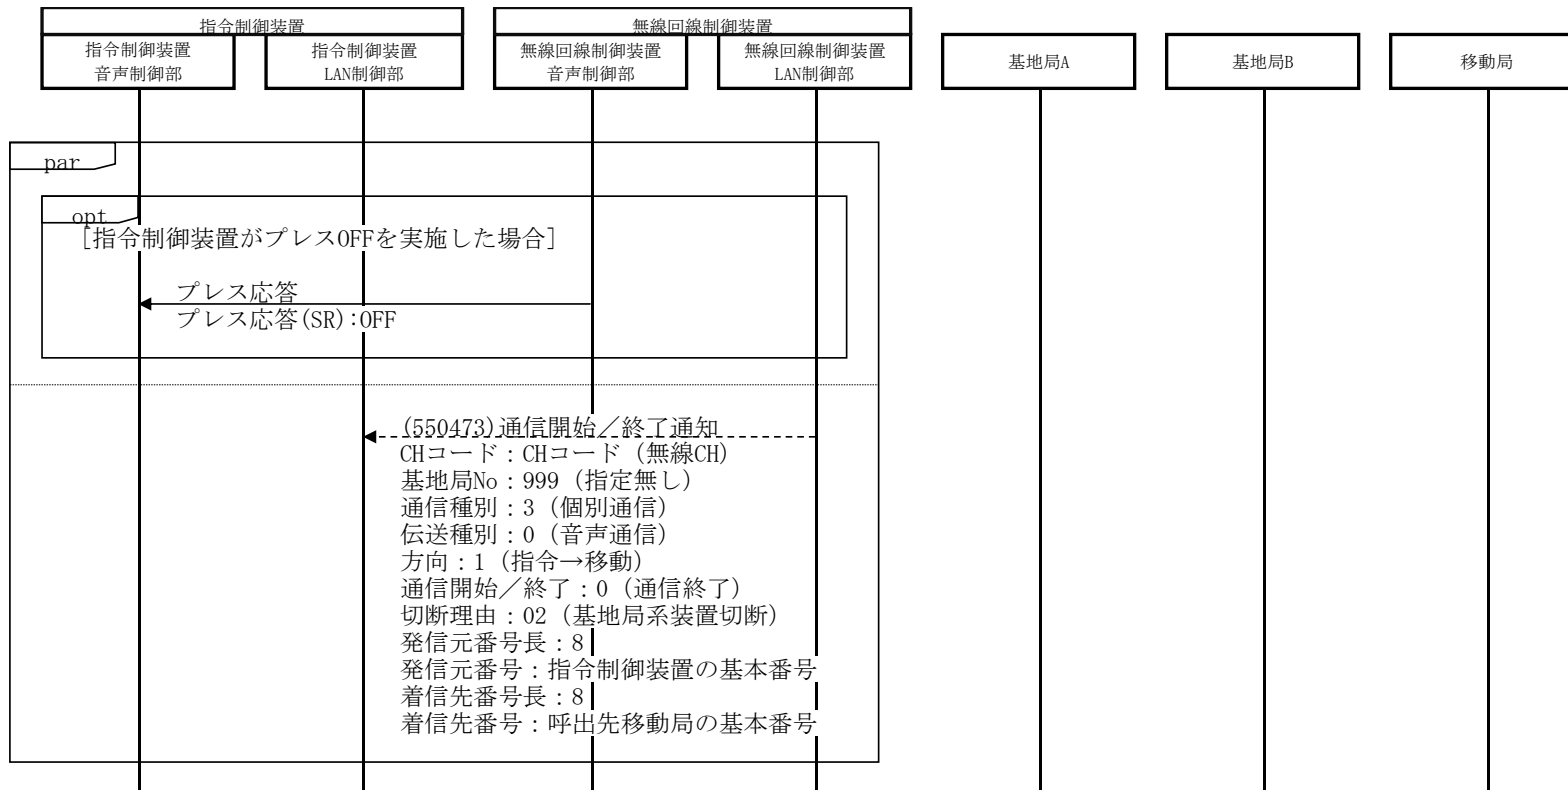 指令制御装置
無線回線制御装置
指令制御装置
音声制御部
指令制御装置
LAN制御部
無線回線制御装置
音声制御部
無線回線制御装置
LAN制御部
基地局A
基地局B
移動局
par
opt
[指令制御装置がプレスOFFを実施した場合]
プレス応答
プレス応答(SR):OFF
(550473)通信開始／終了通知
CHコード：CHコード（無線CH）
基地局No：999（指定無し）
通信種別：3（個別通信）
伝送種別：0（音声通信）
方向：1（指令→移動）
通信開始／終了：0（通信終了）
切断理由：02（基地局系装置切断）
発信元番号長：8
発信元番号：指令制御装置の基本番号
着信先番号長：8
着信先番号：呼出先移動局の基本番号